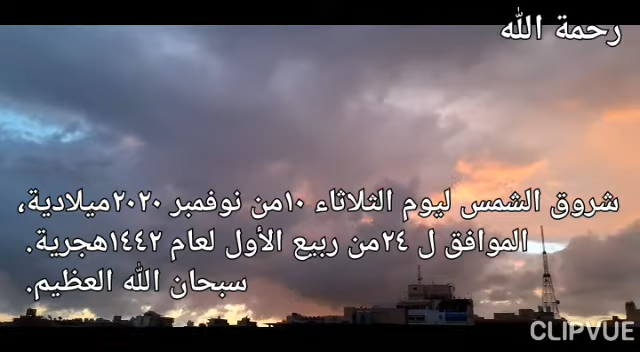 رحمة الله
شروق الشمس ليوم الثلاثاء ١٠من نوفمبر ٢٠٢٠ميلادية،
الموافق ل ٢٤من ربيع الأول لعام ١٤٤٢هجرية.
سبحان الله العظيم.
CLIPVUE